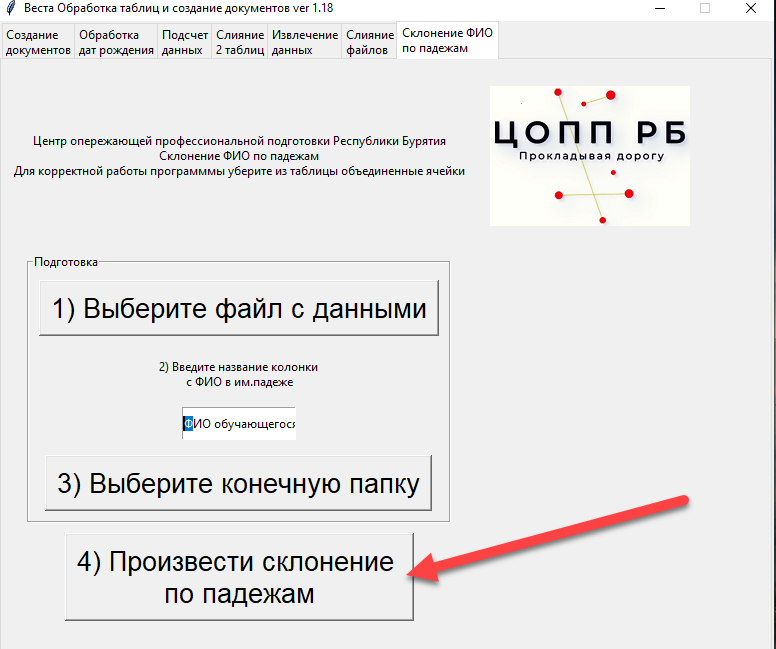 Веста Обработка таблиц и создание документов ver 1.18
Создание
документов
Обработка
дат рождения
Подсчет
данных
Слияние
2 таблиц
Извлечение
данных
Слияние
файлов
Склонение ФИО
по падежам
Центр опережающей профессиональной подготовки Республики Бурятия
Склонение ФИО по падежам
Для корректной работы программмы уберите из таблицы объединенные ячейки
ЦОПП РБ
Прокладывая дорогу
Подготовка
1) Выберите файл с данными
2) Введите название колонки
с ФИО в им.падеже
ФИО обучающегося
3) Выберите конечную папку
4) Произвести склонение
по падежам